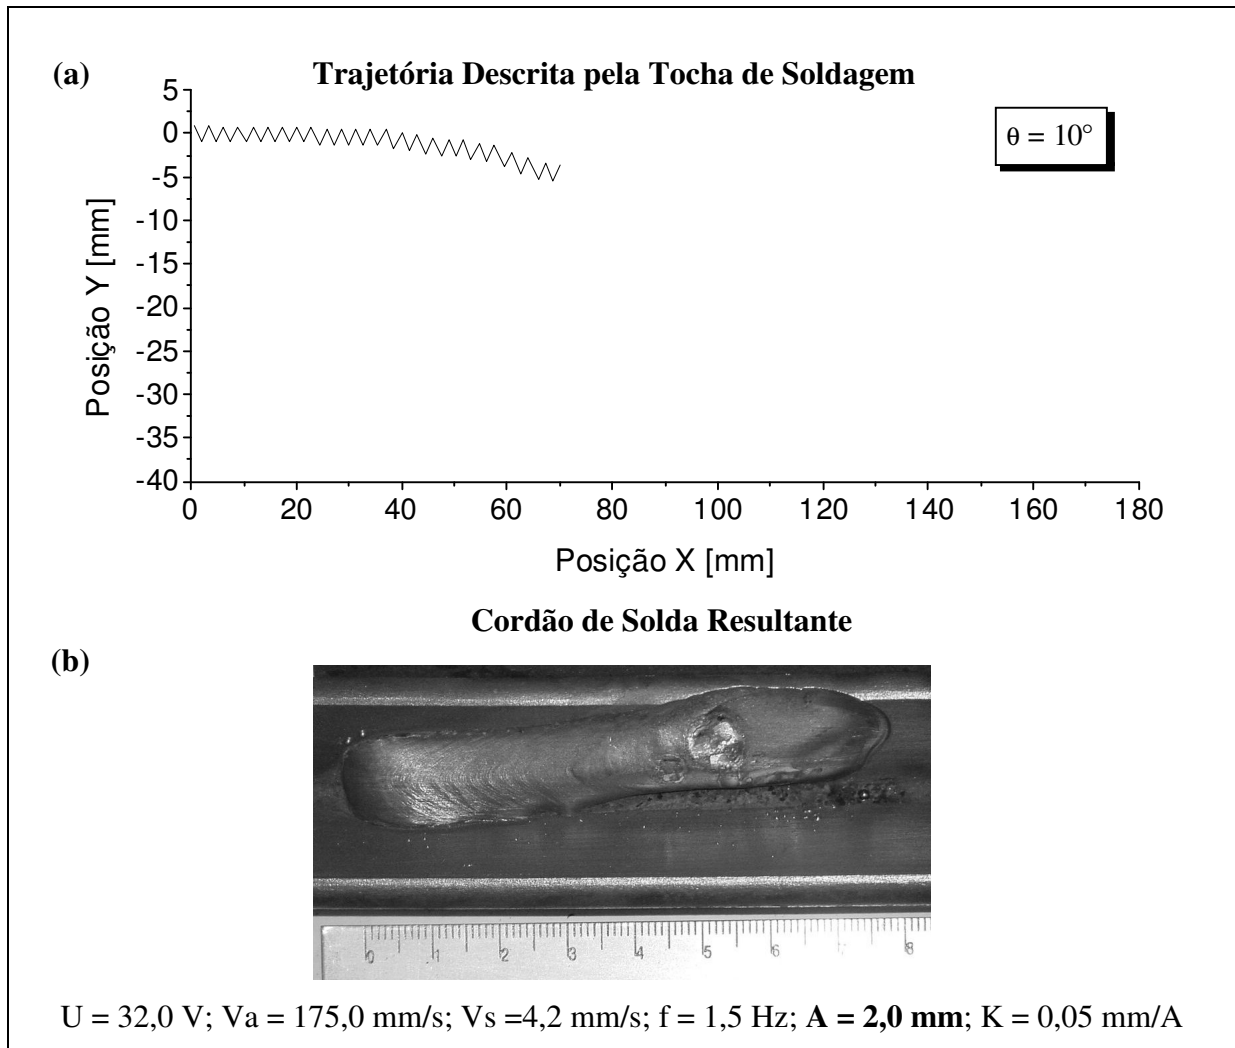 (a)
Trajetória Descrita pela Tocha de Soldagem
5
0
-5
-10
-15
-20
-25
-30
-35
-40
Posição Y [mm]
θ = 10°
0 20 40 60 80 100 120 140 160 180
Posição X [mm]
Cordão de Solda Resultante
(b)
0 1 2 3 4 5 6 7 8
U = 32,0 V; Va = 175,0 mm/s; Vs =4,2 mm/s; f = 1,5 Hz; A = 2,0 mm; K = 0,05 mm/A